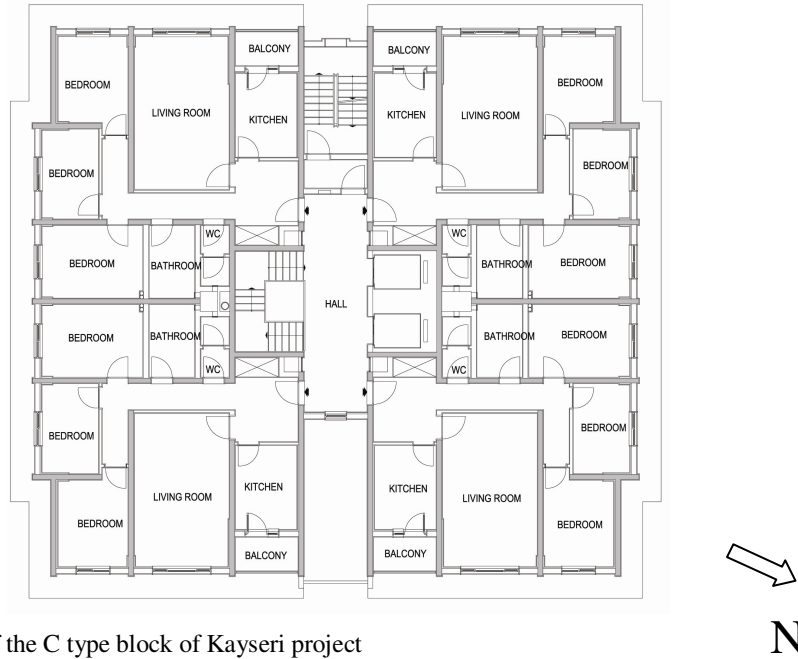 BALCONY BALCONY
BEDROOM BEDROOM
LIVING ROOM KITCHEN KITCHEN LIVING ROOM
BEDROOM BEDROOM
WC WC
BEDROOM BATHROOM BATHROOM BEDROOM
HALL
BEDROOM BATHROOM BATHROOM BEDROOM
WC WC
BEDROOM BEDROOM
LIVING ROOM KITCHEN KITCHEN LIVING ROOM
BEDROOM BEDROOM
BALCONY BALCONY
the C type block of Kayseri project
N